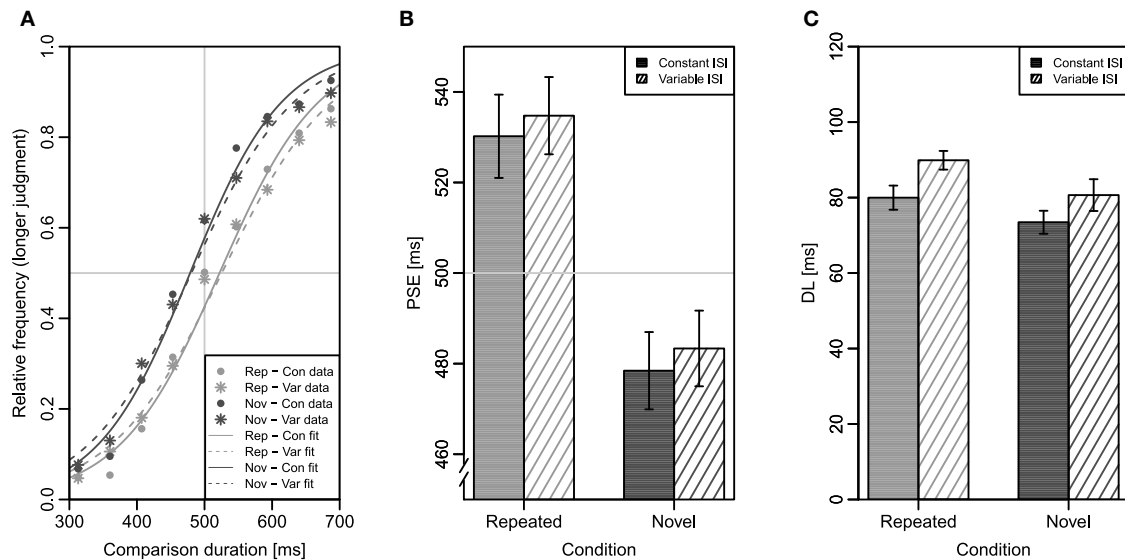 A
Relative frequency (longer judgment)
1.0
0.8
0.6
0.4
0.2
0.0
300 400 500 600 700
Comparison duration [ms]
Rep – Con data
Rep – Var data
Nov – Con data
Nov – Var data
Rep – Con fit
Rep – Var fit
Nov – Con fit
Nov – Var fit
B
PSE [ms]
540
520
500
480
460
Constant ISI
Variable ISI
Repeated Novel
Condition
C
DL [ms]
120
100
80
60
40
20
0
Constant ISI
Variable ISI
Repeated Novel
Condition